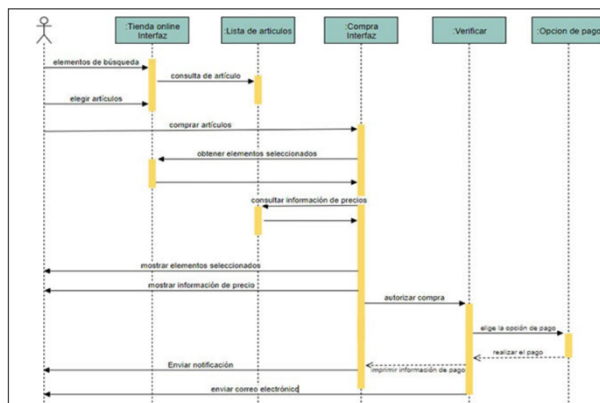 :Tienda online
Interfaz
:Lista de articulos
:Compra
Interfaz
:Verificar
:Opcion de pago
elementos de búsqueda
consulta de artículo
elegir artículos
comprar artículos
obtener elementos seleccionados
consultar información de precios
mostrar elementos seleccionados
mostrar información de precio
autorizar compra
elige la opción de pago
realizar el pago
imprimir información de pago
Enviar notificación
enviar correo electrónico